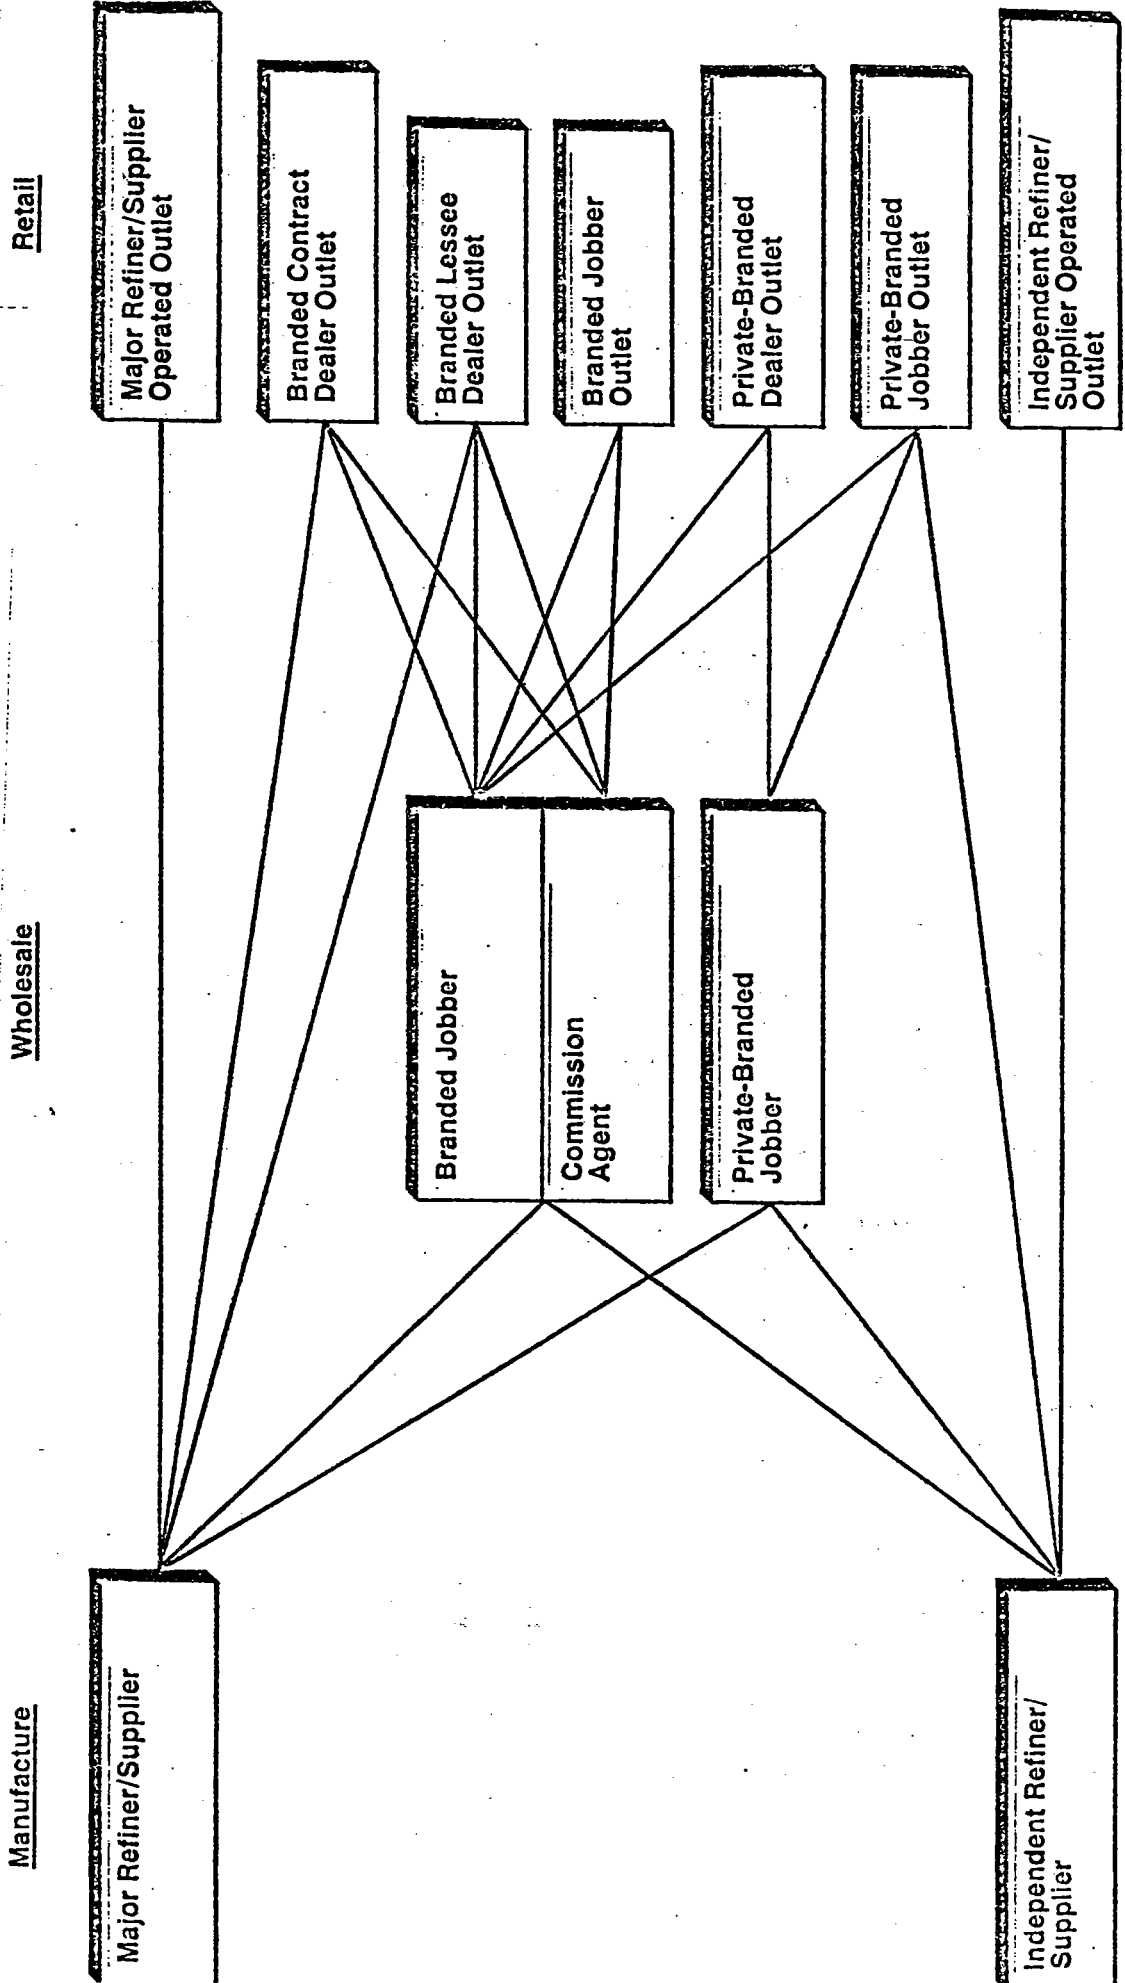 Manufacture
Wholesale
Retail
Major Refiner/Supplier
Independent Refiner/
Supplier
Branded Jobber
Commission
Agent
Private-Branded
Jobber
Major Refiner/Supplier
Operated Outlet
Branded Contract
Dealer Outlet
Branded Lessee
Dealer Outlet
Branded Jobber
Outlet
Private-Branded
Dealer Outlet
Private-Branded
Jobber Outlet
Independent Refiner/
Supplier Operated
Outlet